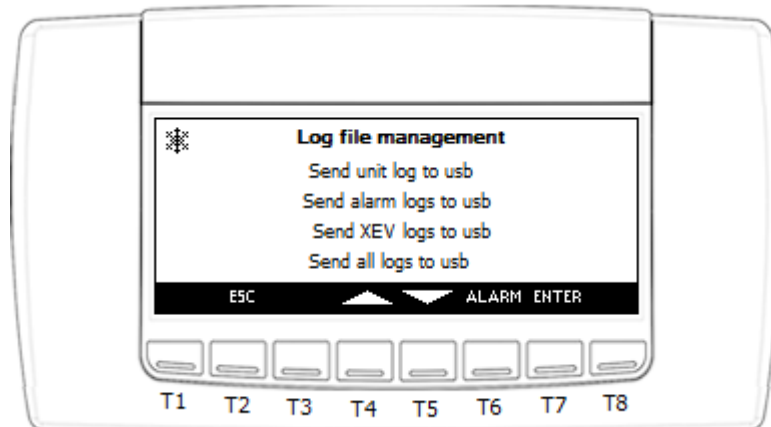 Log file management
Send unit log to usb
Send alarm logs to usb
Send XEV logs to usb
Send all logs to usb
ESC ALARM ENTER
T1 T2 T3 T4 T5 T6 T7 T8